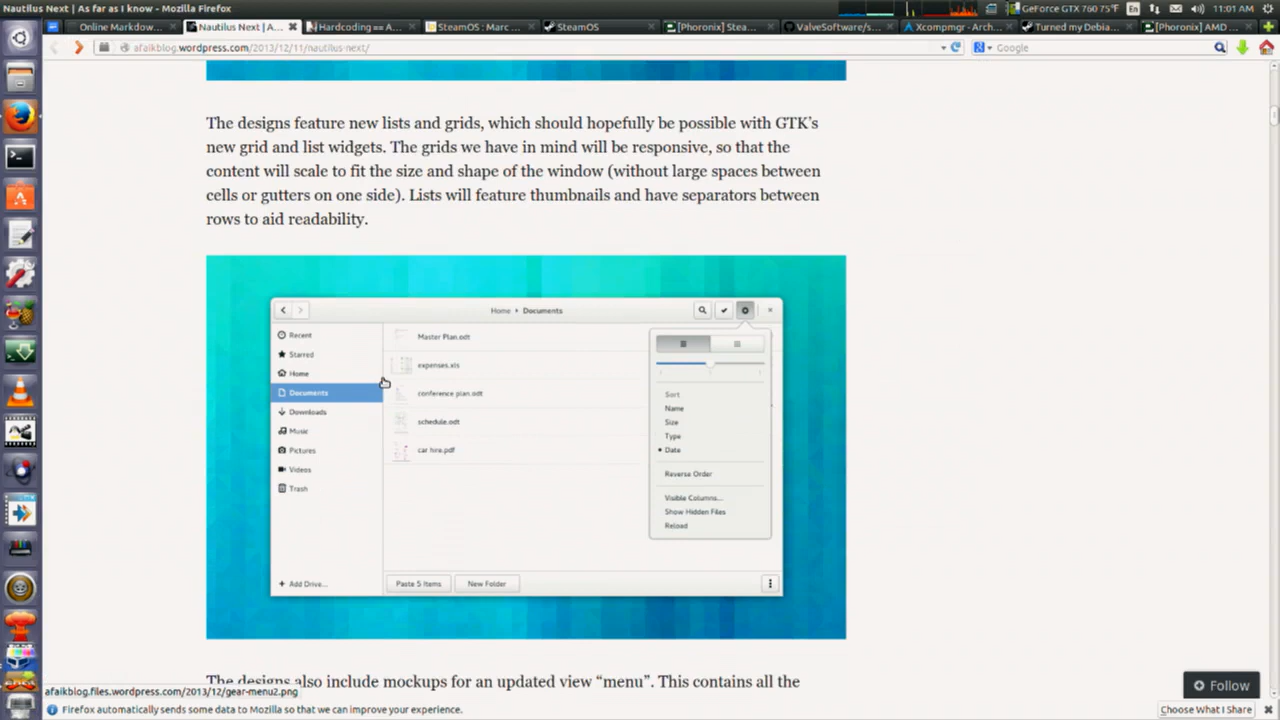 Nautilus Next | As far as I know - Mozilla Firefox
GeForce GTX 760 75°F
En
11:01 AM
Online Markdow...
Nautilus Next | A...
Hardcoding == A...
SteamOS : Marc ...
SteamOS
[Phoronix] Stea...
ValveSoftware/s...
Xcompmgr - Arch...
Turned my Debia...
[Phoronix] AMD ...
afaikblog.wordpress.com/2013/12/11/nautilus-next/
Google
The designs feature new lists and grids, which should hopefully be possible with GTK's
new grid and list widgets. The grids we have in mind will be responsive, so that the
content will scale to fit the size and shape of the window (without large spaces between
cells or gutters on one side). Lists will feature thumbnails and have separators between
rows to aid readability.
Home › Documents
Recent
Starred
Home
Documents
Downloads
Music
Pictures
Videos
Trash
+ Add Drive...
Master Plan.odt
expenses.xls
conference plan.odt
schedule.odt
car hire.pdf
Sort
Name
Size
Type
• Date
Reverse Order
Visible Columns...
Show Hidden Files
Reload
Paste 5 Items
New Folder
The designs also include mockups for an updated view “menu”. This contains all the
Follow
afaikblog.files.wordpress.com/2013/12/gear-menu2.png
Firefox automatically sends some data to Mozilla so that we can improve your experience.
Choose What I Share